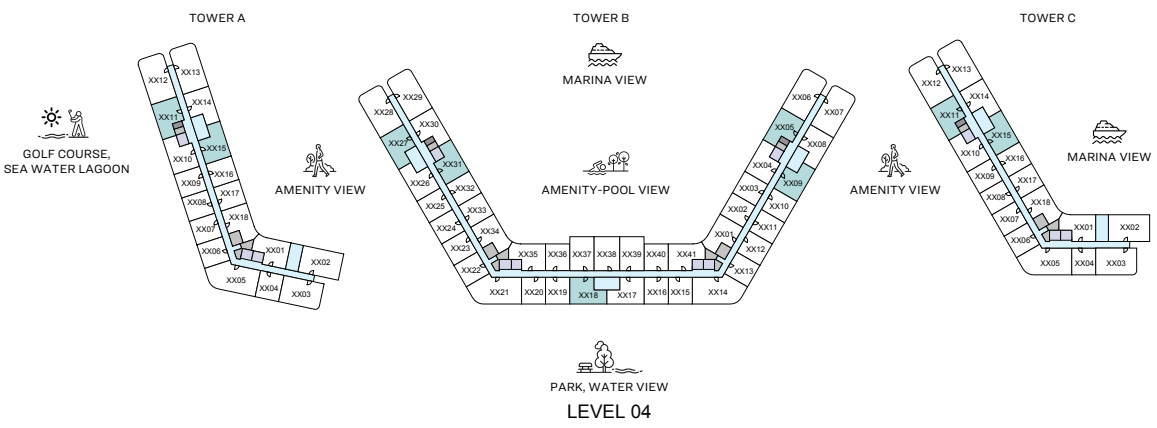 TOWER A
TOWER B
TOWER C
MARINA VIEW
GOLF COURSE,
SEA WATER LAGOON
AMENITY VIEW
AMENITY-POOL VIEW
AMENITY VIEW
MARINA VIEW
XX12
XX13
XX11
XX14
XX15
XX10
XX16
XX09
XX17
XX08
XX18
XX07
XX06
XX01
XX02
XX05
XX04
XX03
XX29
XX28
XX30
XX27
XX31
XX26
XX32
XX25
XX33
XX24
XX34
XX23
XX22
XX35
XX36
XX37
XX38
XX39
XX40
XX41
XX21
XX20
XX19
XX18
XX17
XX16
XX15
XX14
XX06
XX07
XX05
XX08
XX04
XX09
XX03
XX10
XX02
XX11
XX01
XX12
XX13
XX13
XX12
XX14
XX11
XX15
XX10
XX16
XX09
XX17
XX08
XX18
XX07
XX06
XX01
XX02
XX05
XX04
XX03
PARK, WATER VIEW
LEVEL 04